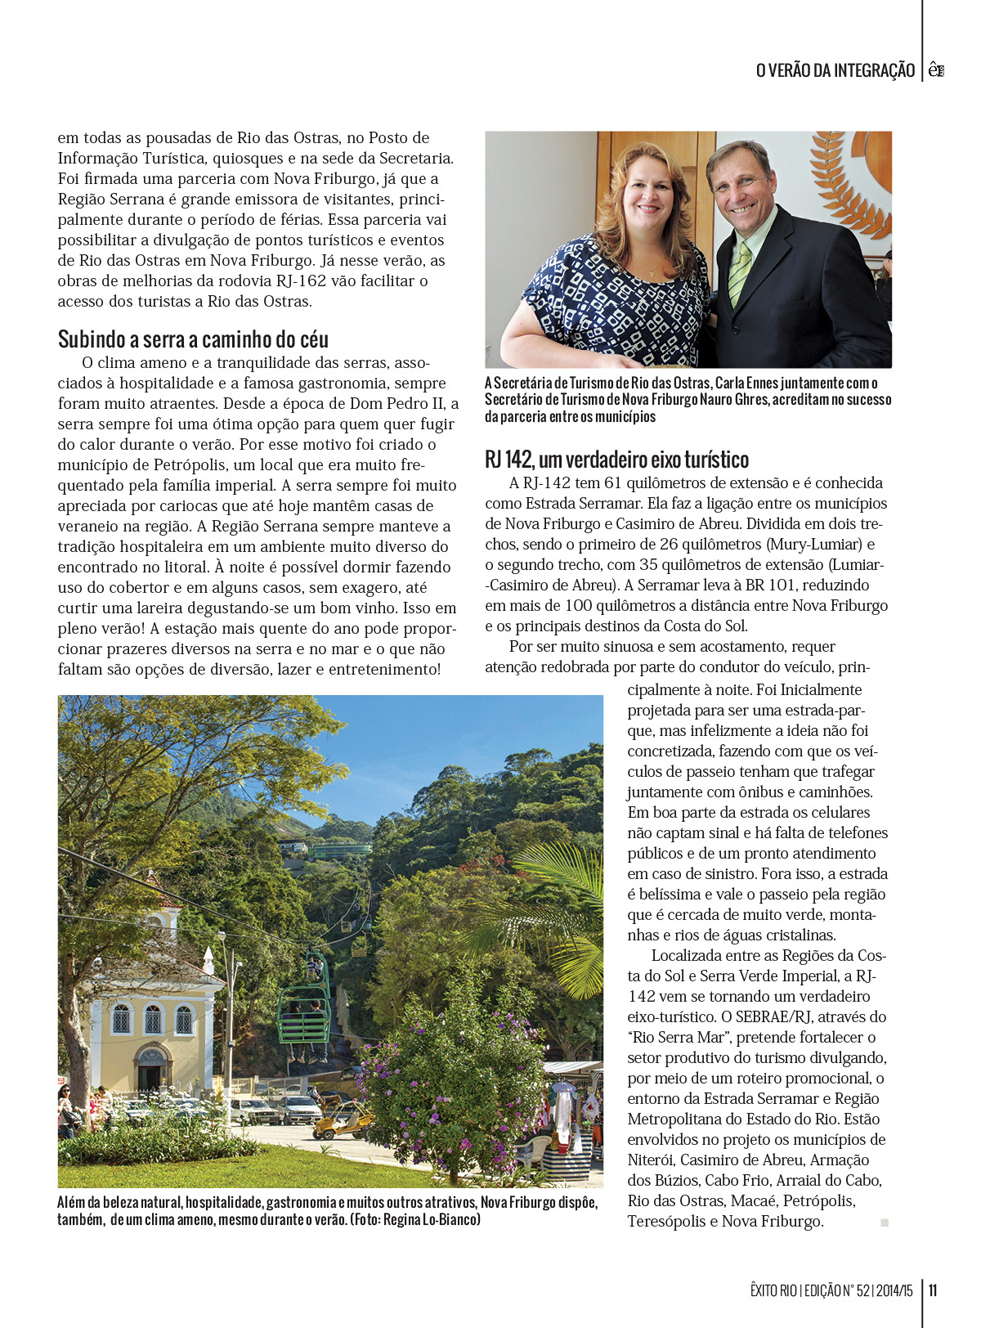 O VERÃO DA INTEGRAÇÃO
em todas as pousadas de Rio das Ostras, no Posto de
Informação Turística, quiosques e na sede da Secretaria.
Foi firmada uma parceria com Nova Friburgo, já que a
Região Serrana é grande emissora de visitantes, princi-
palmente durante o período de férias. Essa parceria vai
possibilitar a divulgação de pontos turísticos e eventos
de Rio das Ostras em Nova Friburgo. Já nesse verão, as
obras de melhorias da rodovia RJ-162 vão facilitar o
acesso dos turistas a Rio das Ostras.
Subindo a serra a caminho do céu
O clima ameno e a tranquilidade das serras, asso-
ciados à hospitalidade e a famosa gastronomia, sempre
foram muito atraentes. Desde a época de Dom Pedro II, a
serra sempre foi uma ótima opção para quem quer fugir
do calor durante o verão. Por esse motivo foi criado o
município de Petrópolis, um local que era muito fre-
quentado pela família imperial. A serra sempre foi muito
apreciada por cariocas que até hoje mantêm casas de
veraneio na região. A Região Serrana sempre manteve a
tradição hospitaleira em um ambiente muito diverso do
encontrado no litoral. À noite é possível dormir fazendo
uso do cobertor e em alguns casos, sem exagero, até
curtir uma lareira degustando-se um bom vinho. Isso em
pleno verão! A estação mais quente do ano pode propor-
cionar prazeres diversos na serra e no mar e o que não
faltam são opções de diversão, lazer e entretenimento!
Além da beleza natural, hospitalidade, gastronomia e muitos outros atrativos, Nova Friburgo dispõe,
também, de um clima ameno, mesmo durante o verão. (Foto: Regina Lo-Bianco)
A Secretária de Turismo de Rio das Ostras, Carla Ennes juntamente com o
Secretário de Turismo de Nova Friburgo Nauro Ghres, acreditam no sucesso
da parceria entre os municípios
RJ 142, um verdadeiro eixo turístico
A RJ-142 tem 61 quilômetros de extensão e é conhecida
como Estrada Serramar. Ela faz a ligação entre os municípios
de Nova Friburgo e Casimiro de Abreu. Dividida em dois tre-
chos, sendo o primeiro de 26 quilômetros (Mury-Lumiar) e
o segundo trecho, com 35 quilômetros de extensão (Lumiar-
-Casimiro de Abreu). A Serramar leva à BR 101, reduzindo
em mais de 100 quilômetros a distância entre Nova Friburgo
e os principais destinos da Costa do Sol.
Por ser muito sinuosa e sem acostamento, requer
atenção redobrada por parte do condutor do veículo, prin-
cipalmente à noite. Foi Inicialmente
projetada para ser uma estrada-par-
que, mas infelizmente a ideia não foi
concretizada, fazendo com que os veí-
culos de passeio tenham que trafegar
juntamente com ônibus e caminhões.
Em boa parte da estrada os celulares
não captam sinal e há falta de telefones
públicos e de um pronto atendimento
em caso de sinistro. Fora isso, a estrada
é belíssima e vale o passeio pela região
que é cercada de muito verde, monta-
nhas e rios de águas cristalinas.
Localizada entre as Regiões da Cos-
ta do Sol e Serra Verde Imperial, a RJ-
142 vem se tornando um verdadeiro
eixo-turístico. O SEBRAE/RJ, através do
“Rio Serra Mar”, pretende fortalecer o
setor produtivo do turismo divulgando,
por meio de um roteiro promocional, o
entorno da Estrada Serramar e Região
Metropolitana do Estado do Rio. Estão
envolvidos no projeto os municípios de
Niterói, Casimiro de Abreu, Armação
dos Búzios, Cabo Frio, Arraial do Cabo,
Rio das Ostras, Macaé, Petrópolis,
Teresópolis e Nova Friburgo.
ÊXITO RIO | EDIÇÃO N° 52 | 2014/15 11